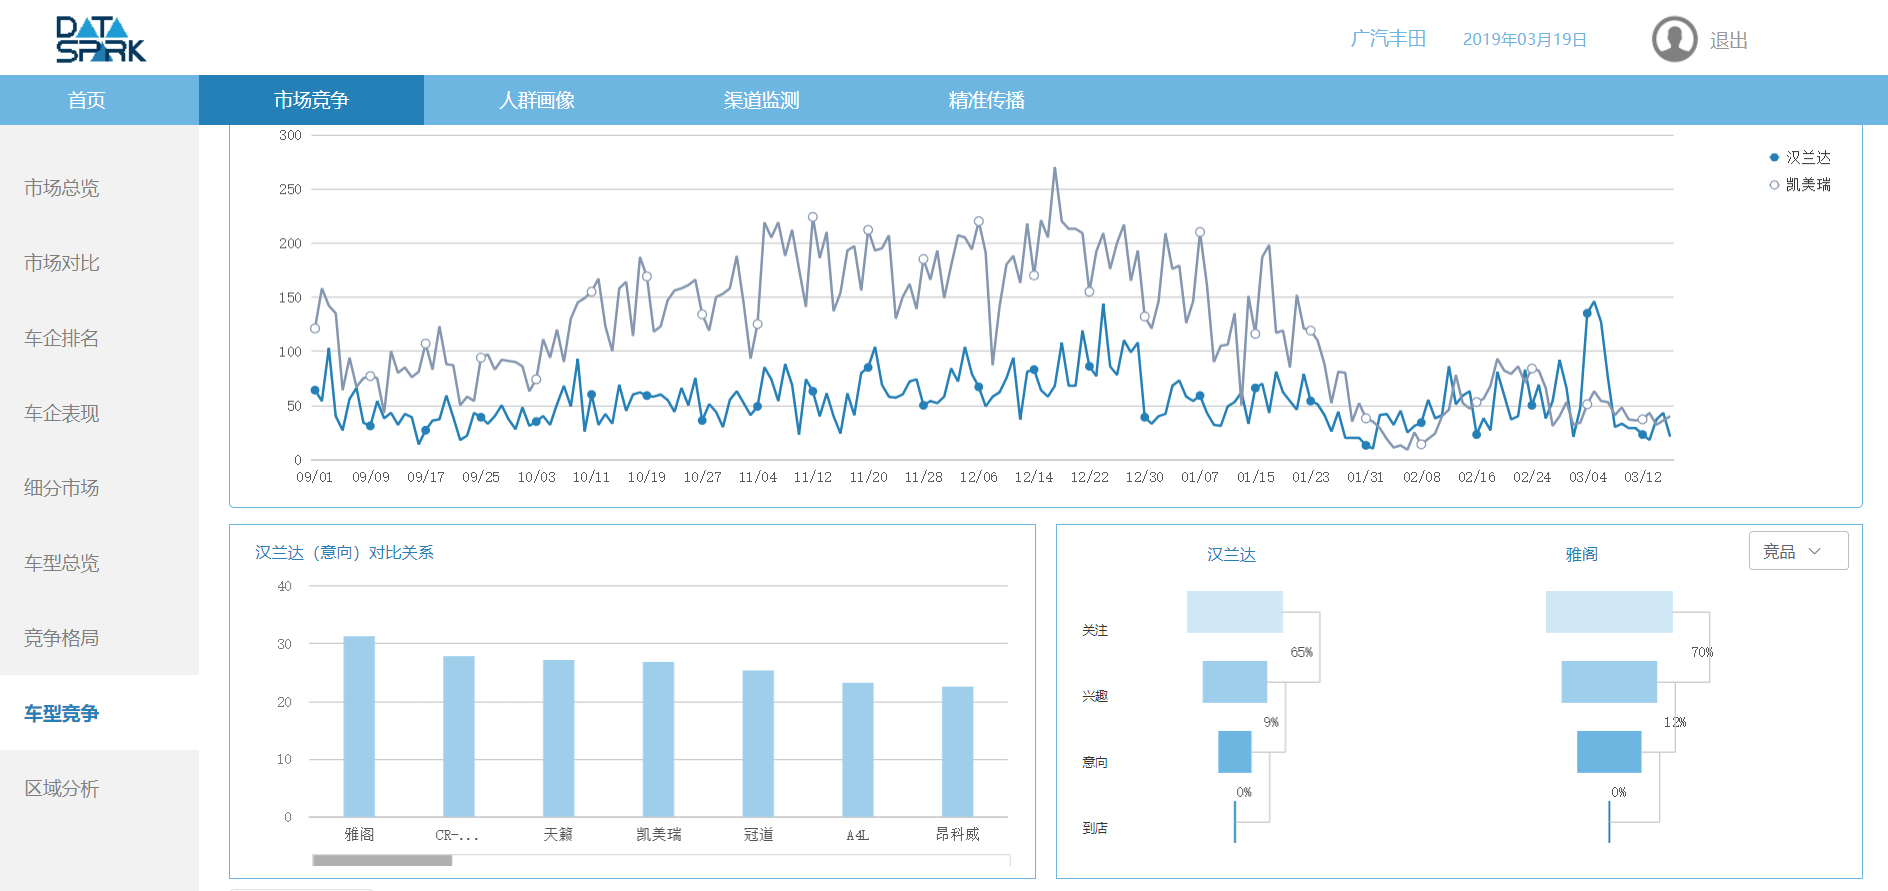 DATA
SPARK
广汽丰田
2019年03月19日
退出
首页
市场竞争
人群画像
渠道监测
精准传播
市场总览
市场对比
车企排名
车企表现
细分市场
车型总览
竞争格局
车型竞争
区域分析
300
250
200
150
100
50
0
09/01 09/09 09/17 09/25 10/03 10/11 10/19 10/27 11/04 11/12 11/20 11/28 12/06 12/14 12/22 12/30 01/07 01/15 01/23 01/31 02/08 02/16 02/24 03/04 03/12
汉兰达
凯美瑞
汉兰达（意向）对比关系
40
30
20
10
0
雅阁 CR-... 天籁 凯美瑞 冠道 A4L 昂科威
汉兰达
雅阁
竞品
关注
65%
70%
兴趣
9%
12%
意向
0%
0%
到店